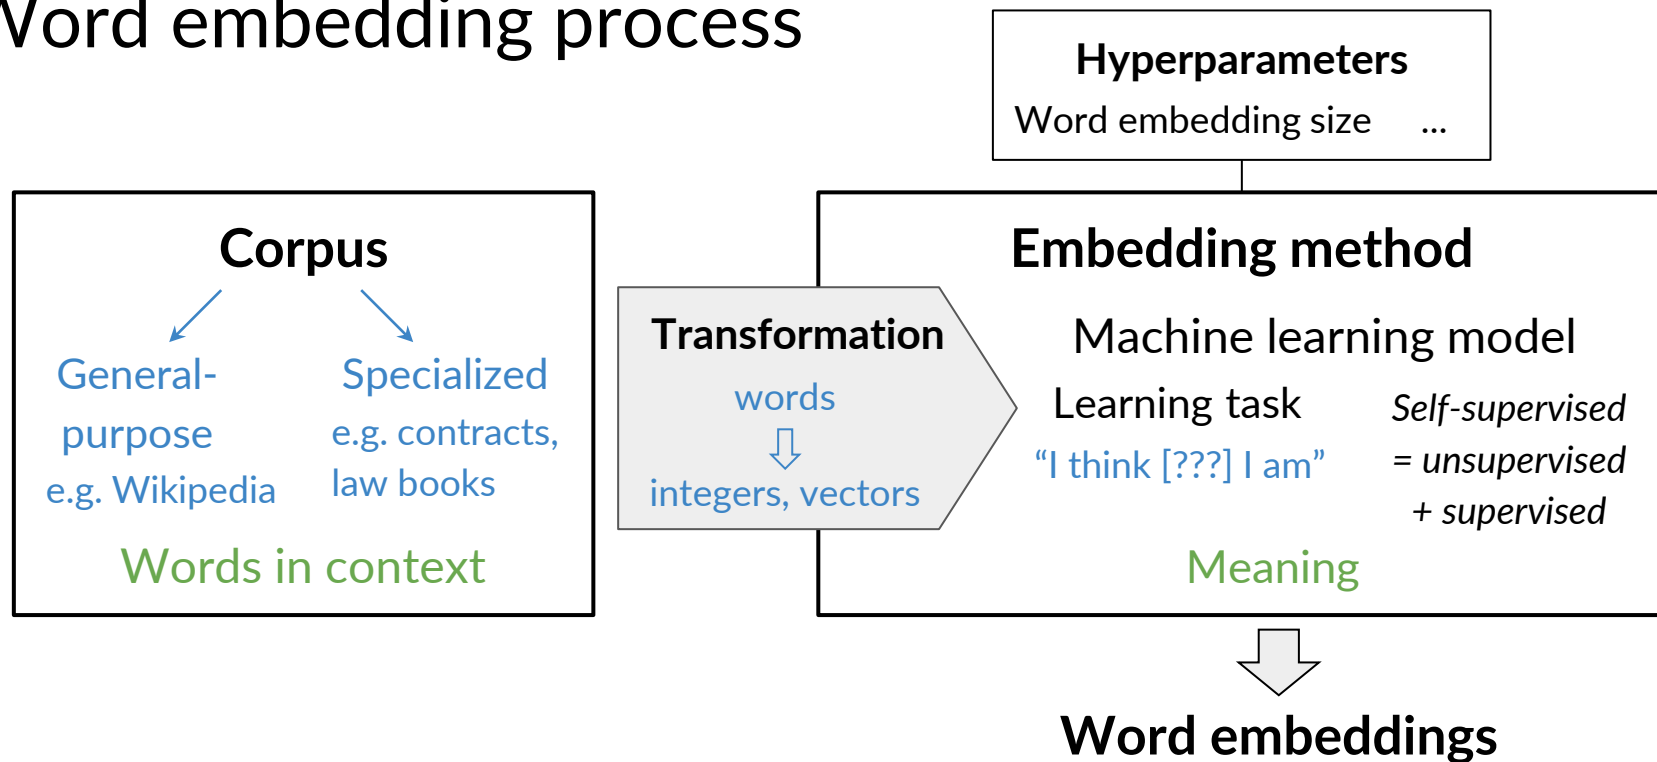 Word embedding process
Hyperparameters
Word embedding size ...
Corpus
General-
purpose
e.g. Wikipedia
Specialized
e.g. contracts,
law books
Words in context
Transformation
words
integers, vectors
Embedding method
Machine learning model
Learning task
“I think [???] I am”
Self-supervised
= unsupervised
+ supervised
Meaning
Word embeddings